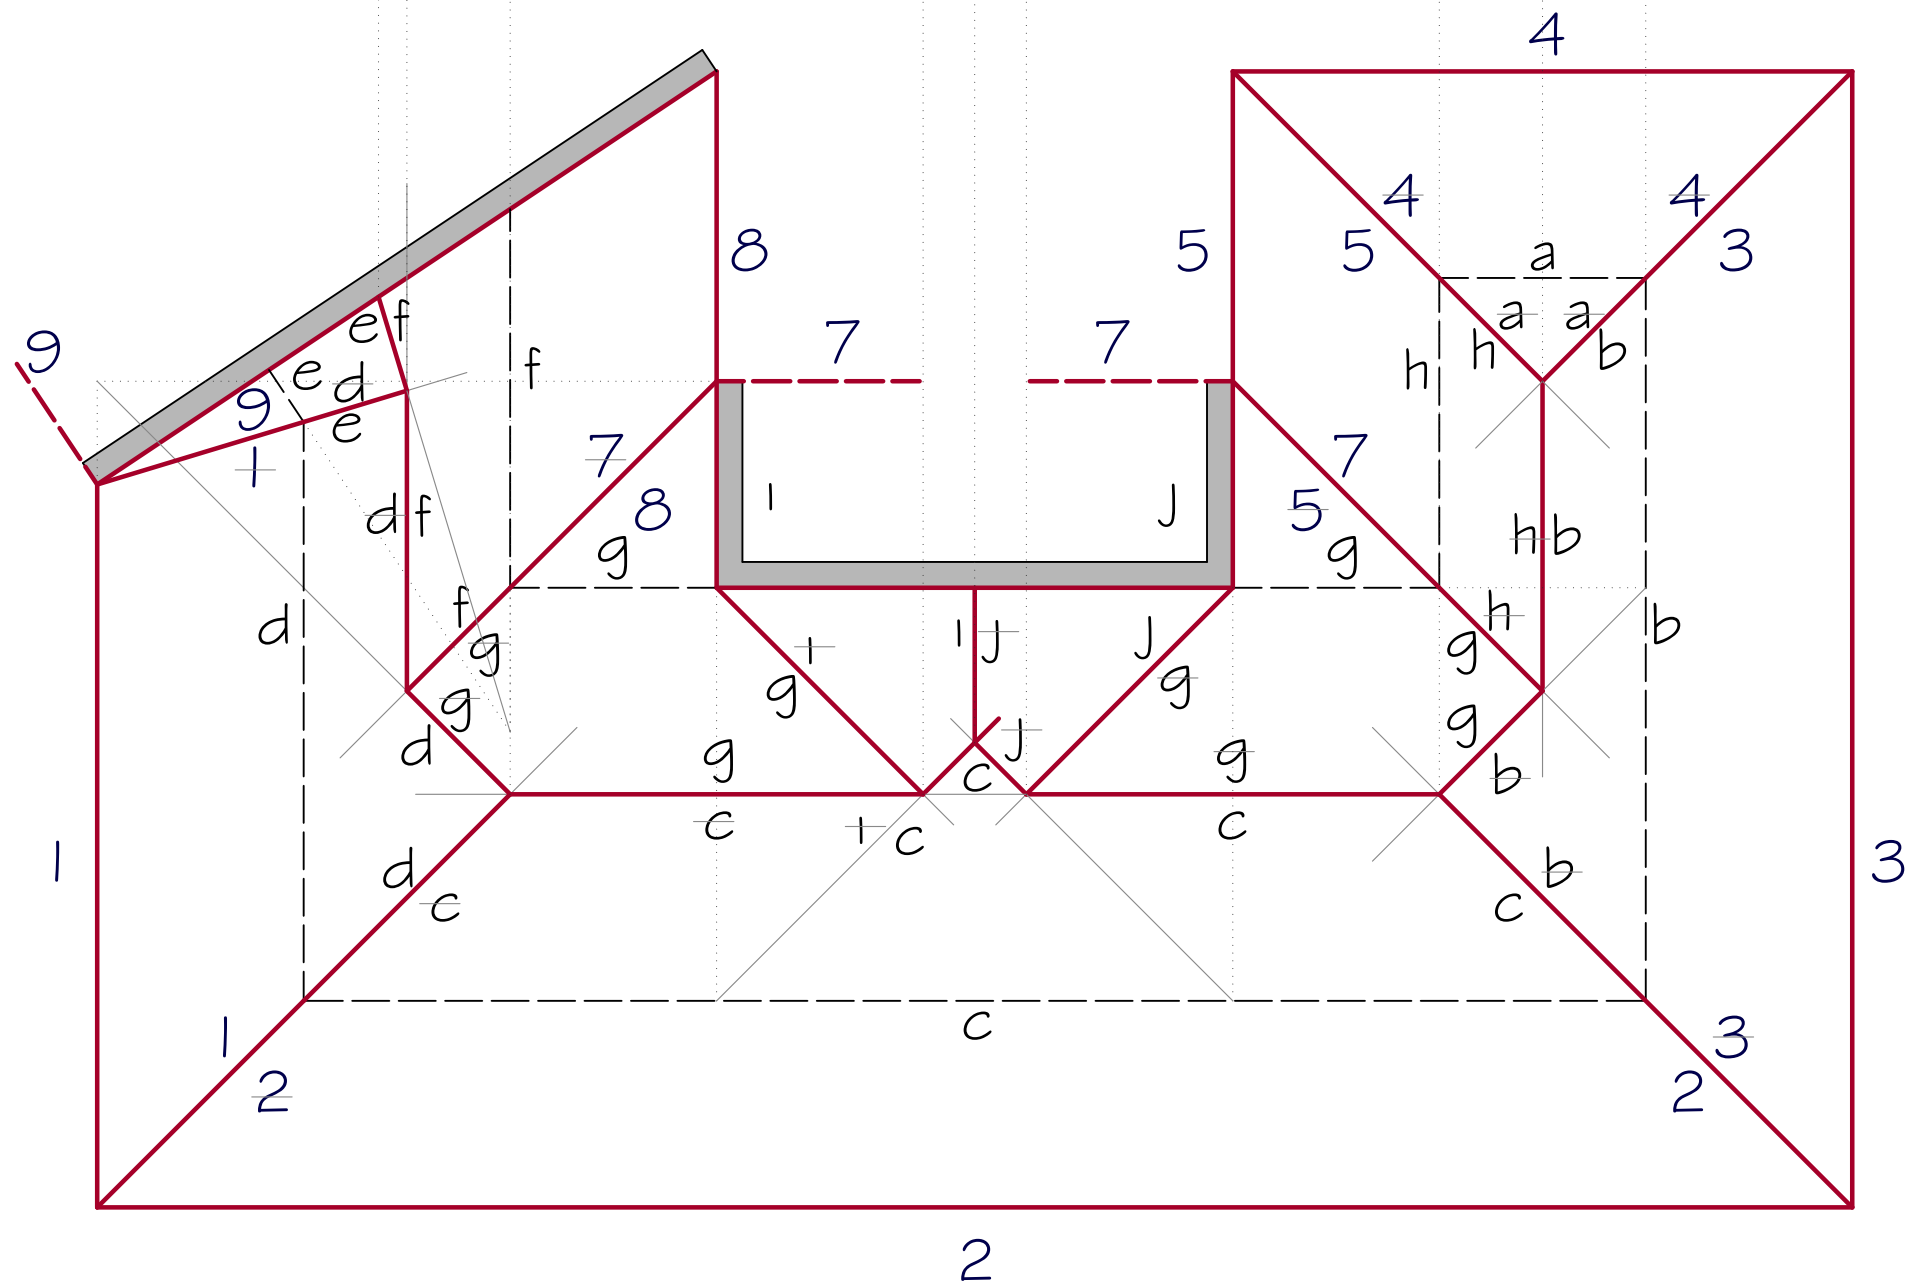 4
4 4
8 5 5 3
a
e f a a
9 7 7 h b
e d f h
9 e
1 7 7
8 1 J 5
d f g g h b
f h
d g 1 J J g b
1 g g
g g
d g J g b
c
c 1 c c
1 d b 3
c c
c
1 3
2 2
2